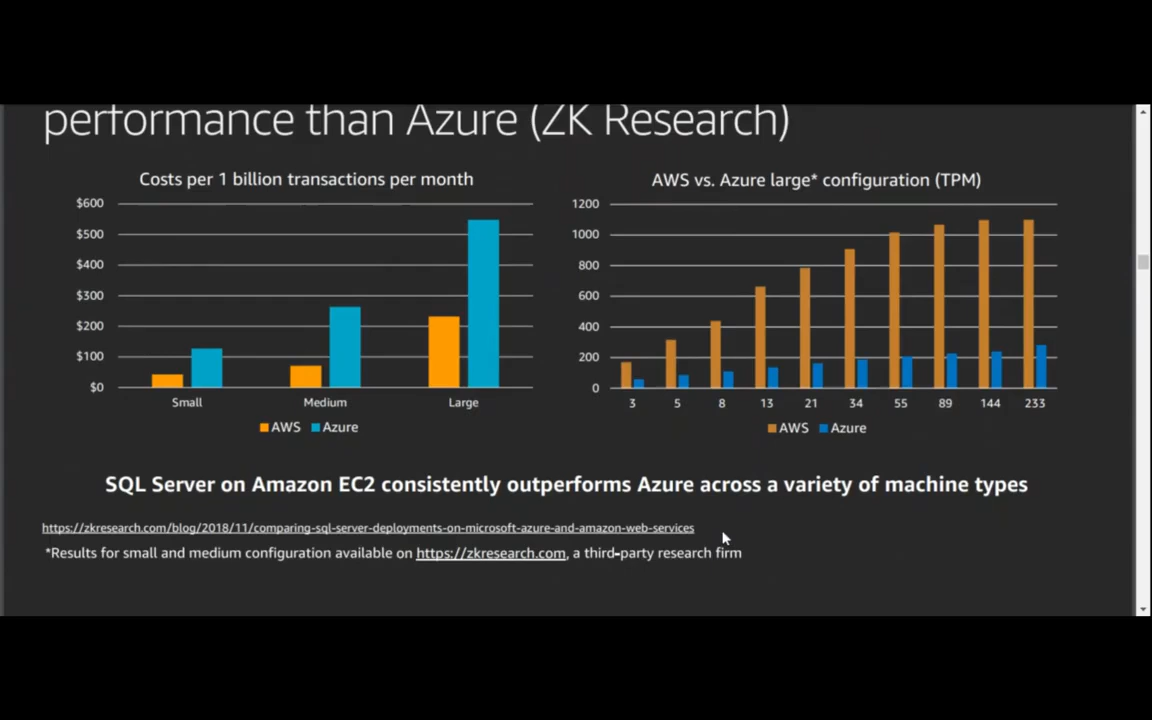 performance than Azure (ZK Research)
Costs per 1 billion transactions per month
$600
$500
$400
$300
$200
$100
$0
Small Medium Large
AWS Azure
AWS vs. Azure large* configuration (TPM)
1200
1000
800
600
400
200
0
3 5 8 13 21 34 55 89 144 233
AWS Azure
SQL Server on Amazon EC2 consistently outperforms Azure across a variety of machine types
https://zkresearch.com/blog/2018/11/comparing-sql-server-deployments-on-microsoft-azure-and-amazon-web-services
*Results for small and medium configuration available on https://zkresearch.com, a third-party research firm